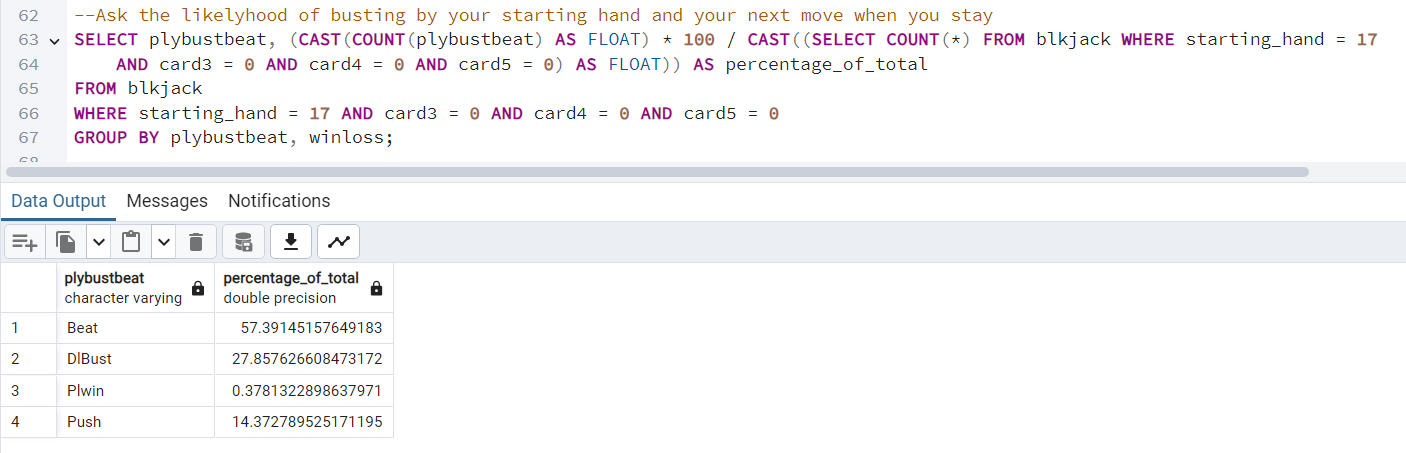 62 --Ask the likelyhood of busting by your starting hand and your next move when you stay
63 SELECT plybustbeat, (CAST(COUNT(plybustbeat) AS FLOAT) * 100 / CAST((SELECT COUNT(*) FROM blkjack WHERE starting_hand = 17
64 AND card3 = 0 AND card4 = 0 AND card5 = 0) AS FLOAT)) AS percentage_of_total
65 FROM blkjack
66 WHERE starting_hand = 17 AND card3 = 0 AND card4 = 0 AND card5 = 0
67 GROUP BY plybustbeat, winloss;
68
Data Output Messages Notifications
plybustbeat percentage_of_total
character varying double precision
1 Beat 57.39145157649183
2 DlBust 27.857626608473172
3 Plwin 0.3781322898637971
4 Push 14.372789525171195